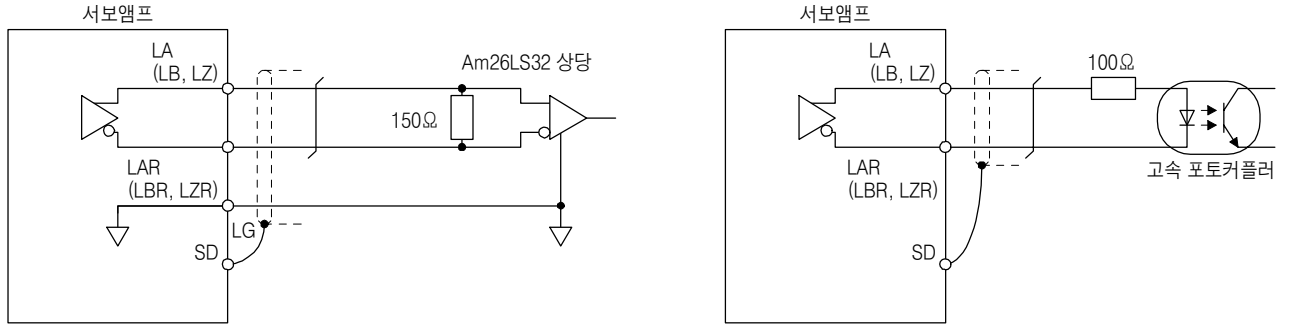 서보앰프
LA
(LB, LZ)
Am26LS32 상당
150Ω
LAR
(LBR, LZR)
LG
SD
서보앰프
LA
(LB, LZ)
100Ω
LAR
(LBR, LZR)
고속 포토커플러
SD